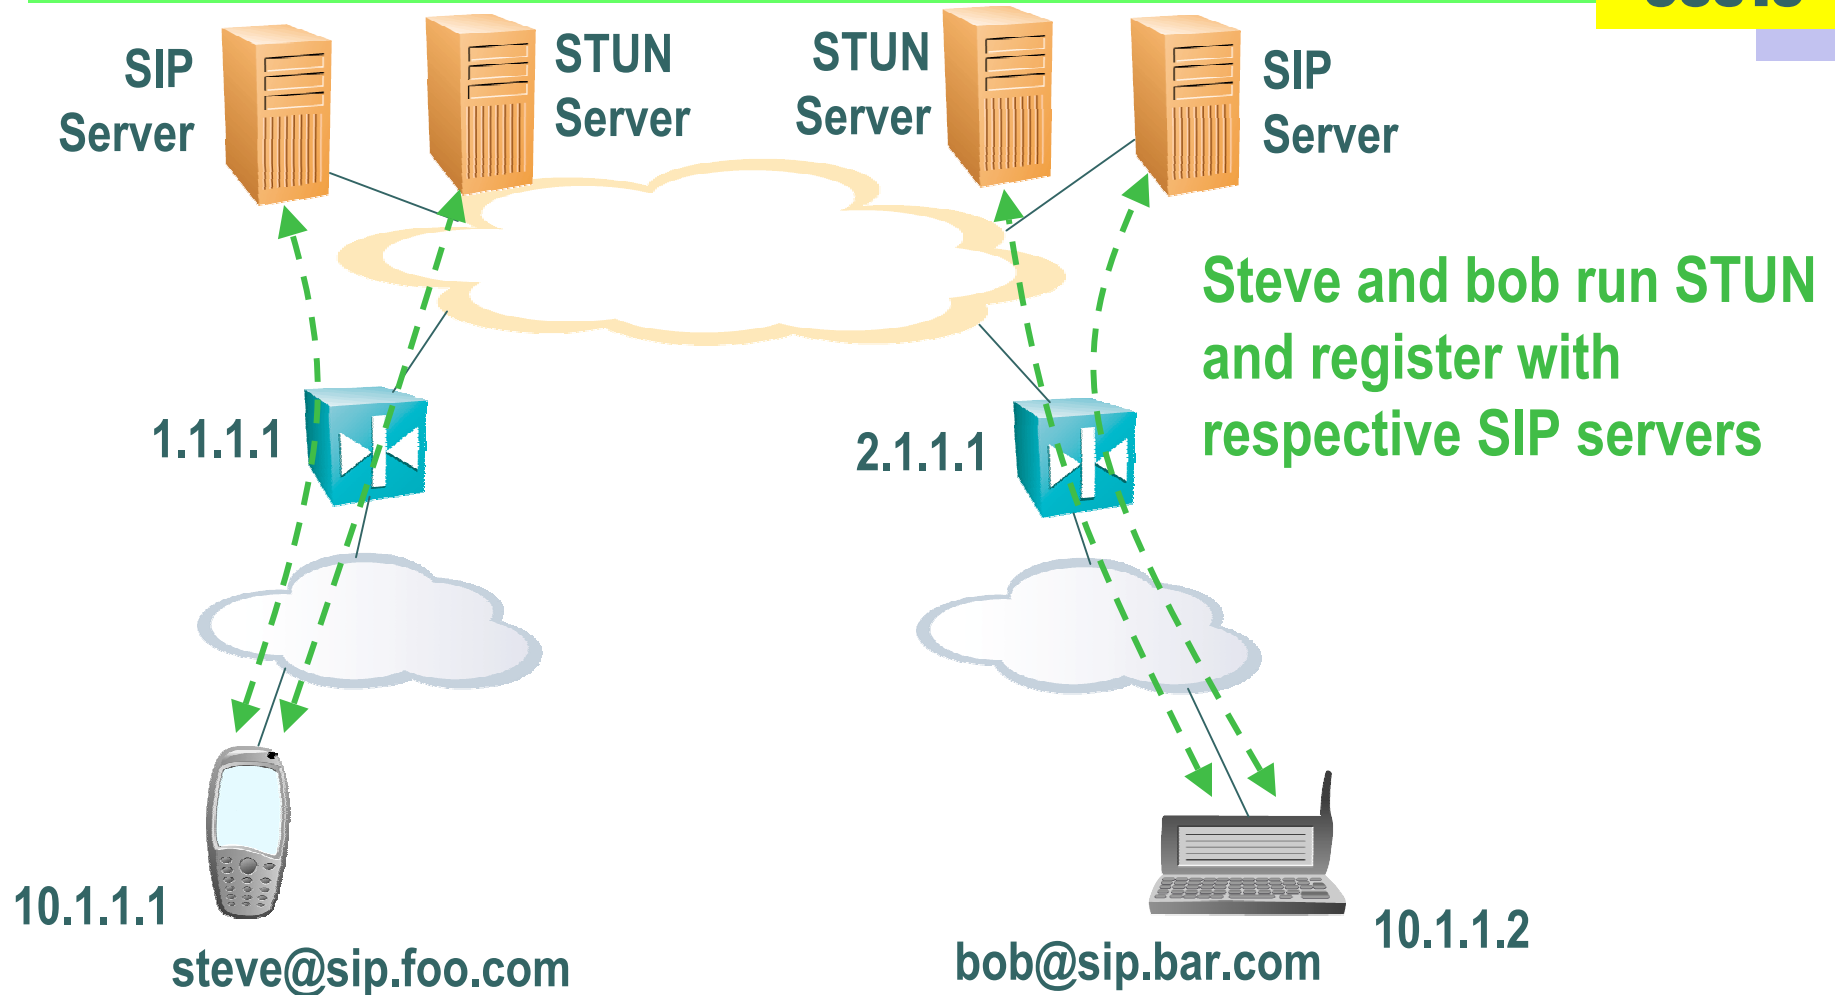 SIP
Server
STUN
Server
STUN
Server
SIP
Server
Steve and bob run STUN
and register with
respective SIP servers
1.1.1.1
2.1.1.1
10.1.1.1
steve@sip.foo.com
bob@sip.bar.com
10.1.1.2